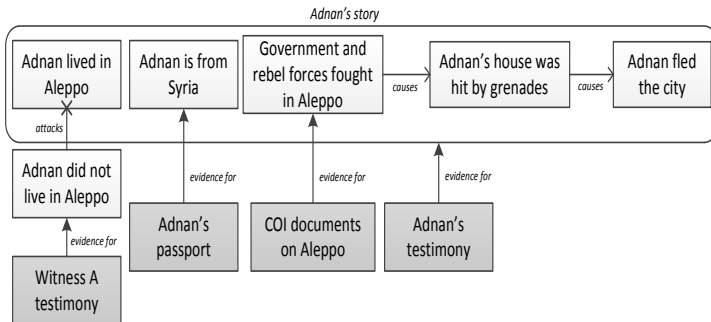 Adnan's story
Adnan lived in
Aleppo
Adnan is from
Syria
Government and
rebel forces fought
in Aleppo
causes
Adnan's house was
hit by grenades
causes
Adnan fled
the city
attacks
Adnan did not
live in Aleppo
evidence for
evidence for
evidence for
evidence for
Witness A
testimony
Adnan's
passport
COI documents
on Aleppo
Adnan's
testimony